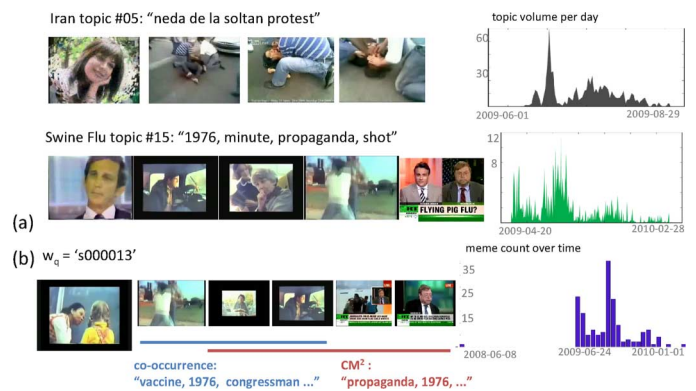 Iran topic #05: “neda de la soltan protest”
topic volume per day
60
30
2009-06-01
2009-08-29
Swine Flu topic #15: “1976, minute, propaganda, shot”
12
8
FLYING PIG FLU?
2009-04-20
2010-02-28
(a)
(b) wq = ‘s000013’
meme count over time
35
25
15
2008-06-08
2009-06-24
2010-01-01
co-occurrence:
“vaccine, 1976, congressman ...”
CM2 :
“propaganda, 1976, ...”